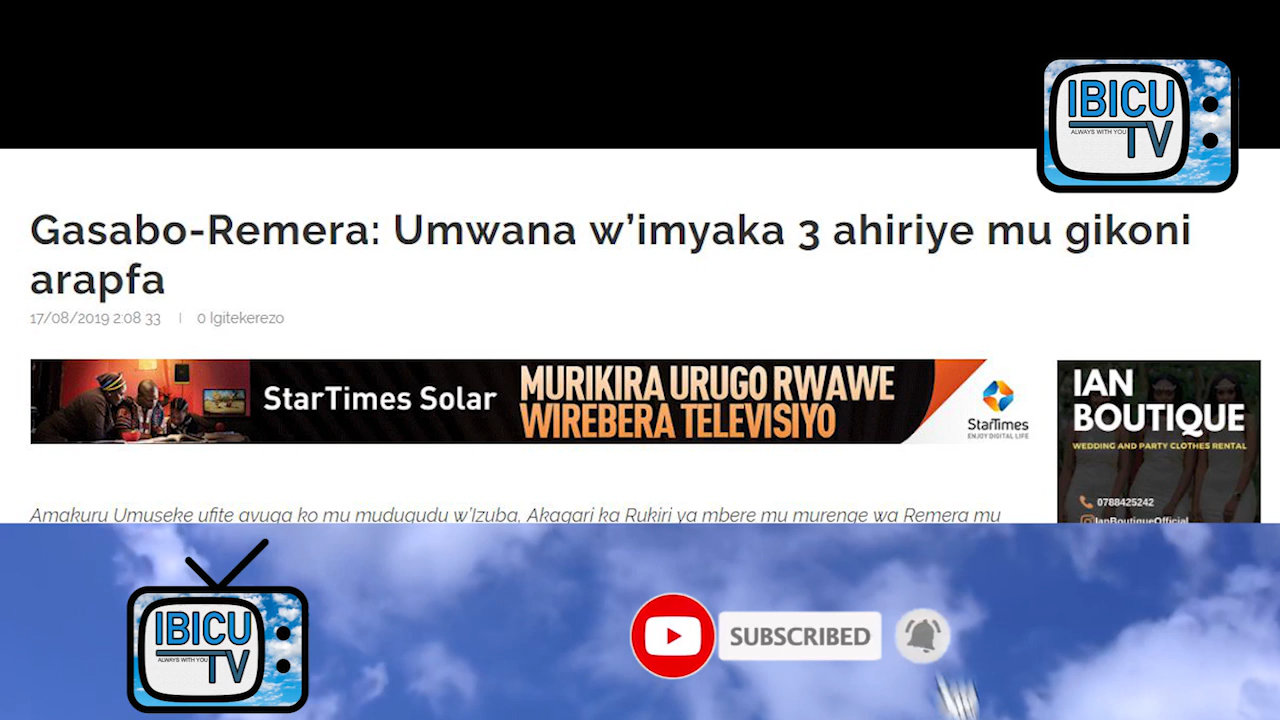 IBICU
ALWAYS WITH YOU TV
Gasabo-Remera: Umwana w'imyaka 3 ahiriye mu gikoni
arapfa
17/08/2019 2:08 33 | 0 Igitekerezo
StarTimes Solar
MURIKIRA URUGO RWAWE
WIREBERA TELEVISIYO
StarTimes
ENJOY DIGITAL LIFE
IAN
BOUTIQUE
WEDDING AND PARTY CLOTHES RENTAL
0788425242
IanBoutiqueOfficial
Amakuru Umuseke ufite avuga ko mu mudugudu w'Izuba, Akagari ka Rukiri ya mbere mu murenge wa Remera mu
IBICU
ALWAYS WITH YOU TV
SUBSCRIBED